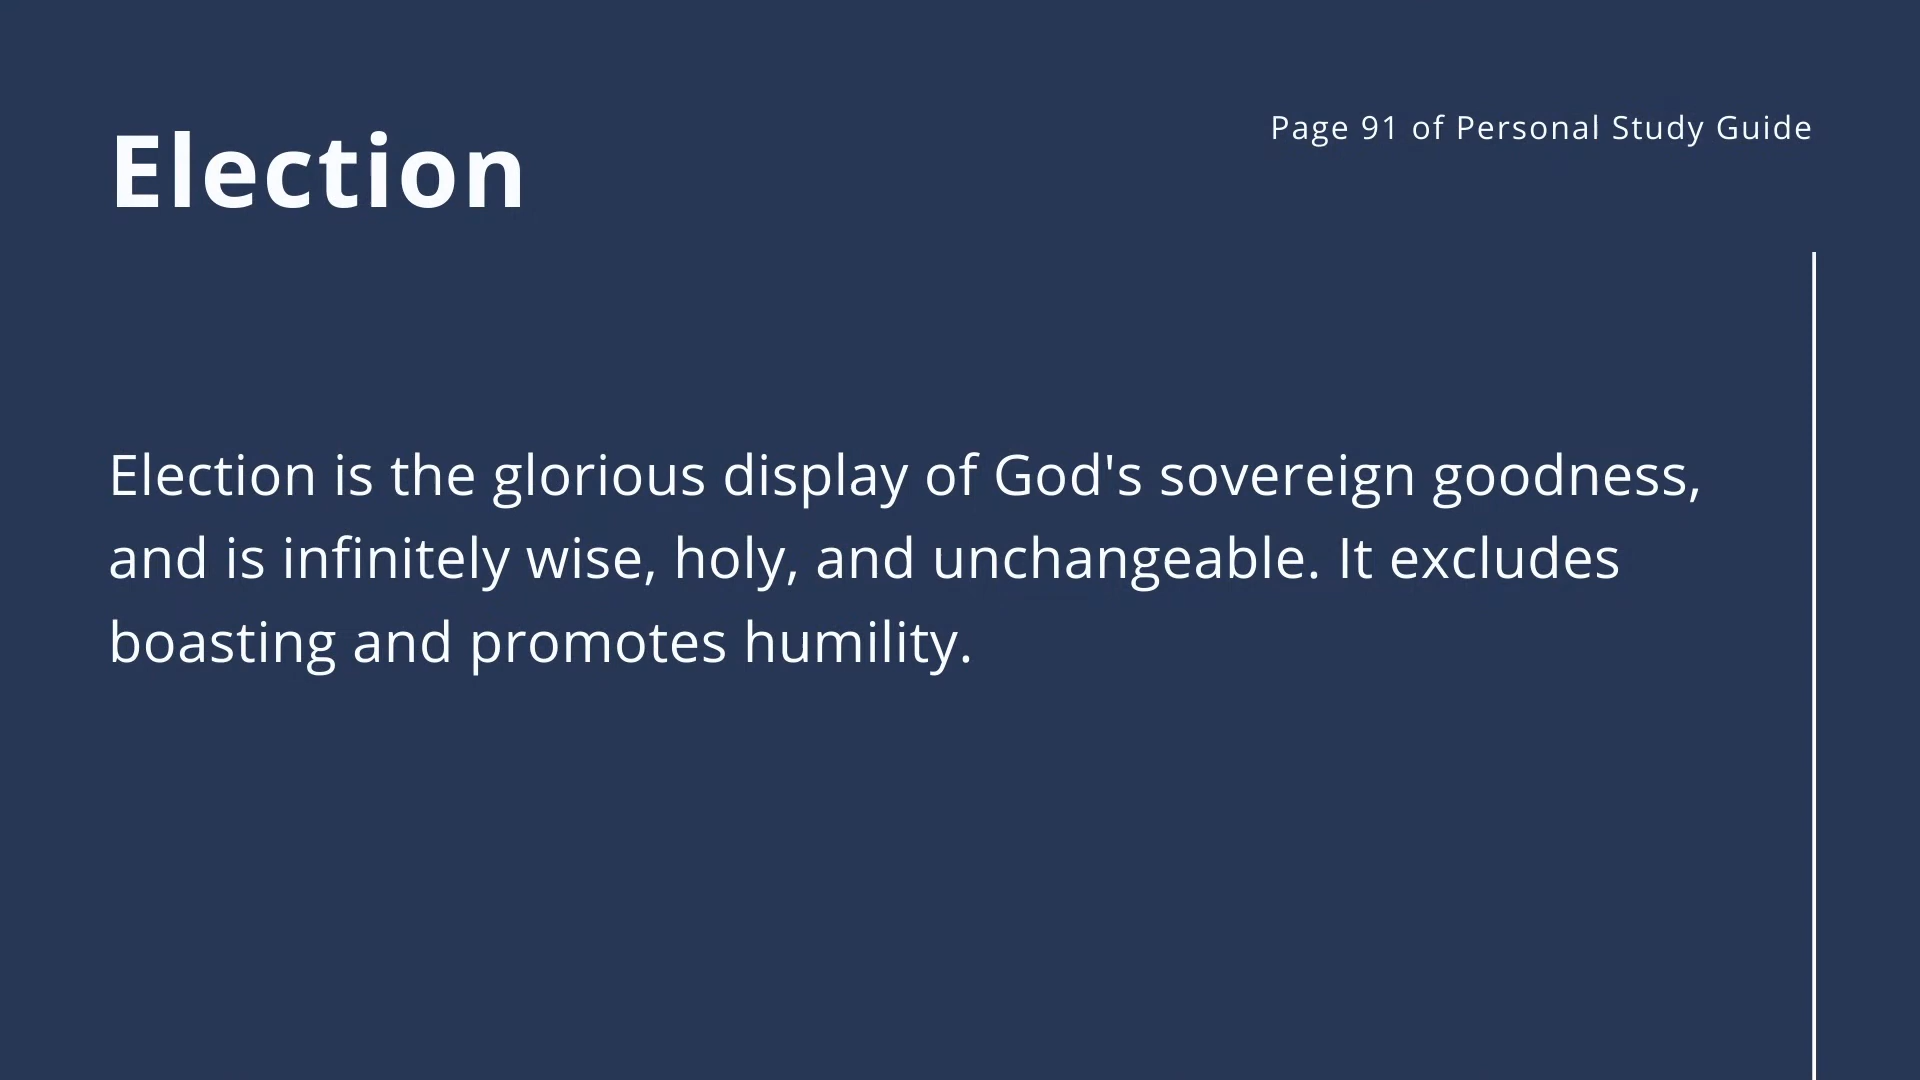 Election
Page 91 of Personal Study Guide
Election is the glorious display of God's sovereign goodness,
and is infinitely wise, holy, and unchangeable. It excludes
boasting and promotes humility.